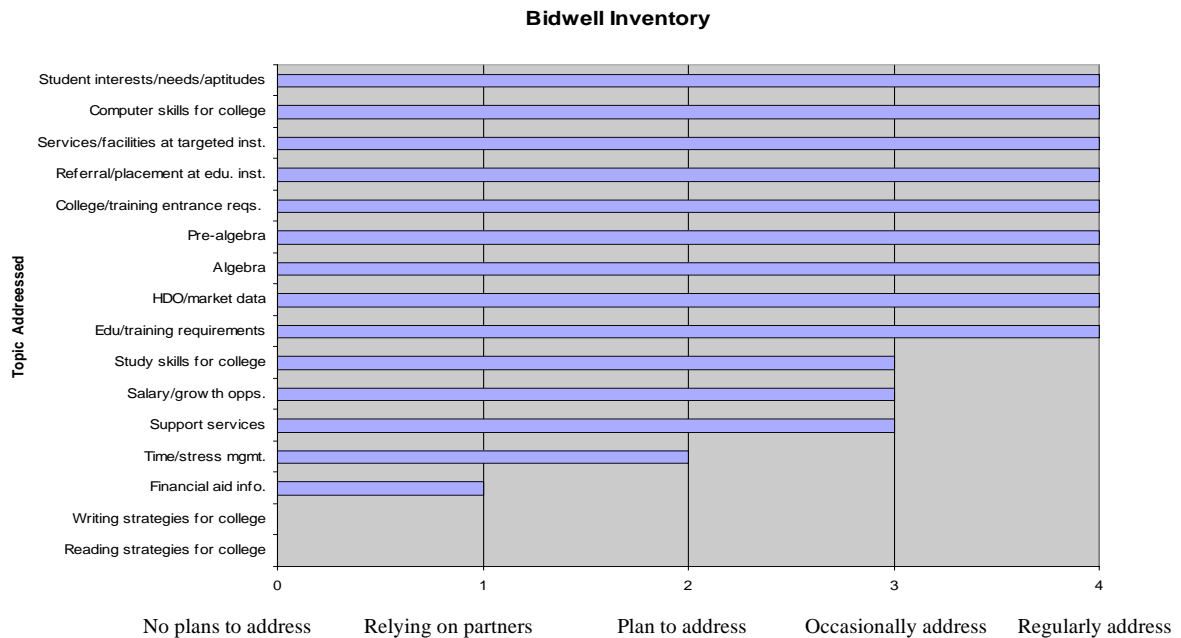 Bidwell Inventory
Topic Addreessed
Student interests/needs/aptitudes
Computer skills for college
Services/facilities at targeted inst.
Referral/placement at edu. inst.
College/training entrance reqs.
Pre-algebra
Algebra
HDO/market data
Edu/training requirements
Study skills for college
Salary/growth opps.
Support services
Time/stress mgmt.
Financial aid info.
Writing strategies for college
Reading strategies for college
0 1 2 3 4
No plans to address Relying on partners Plan to address Occasionally address Regularly address